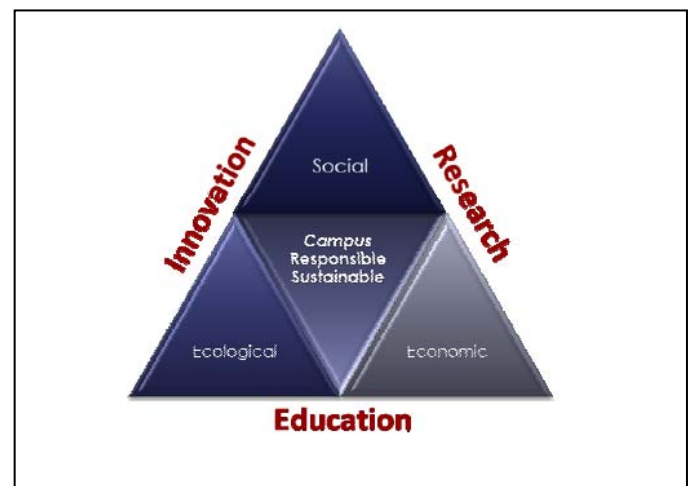 Social
Innovation
Research
Campus
Responsible
Sustainable
Ecological
Economic
Education